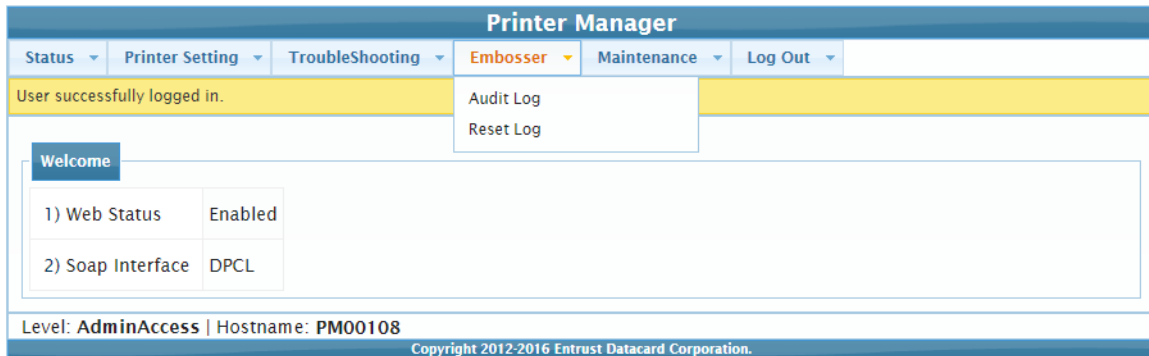 Printer Manager
Status Printer Setting TroubleShooting Embosser Maintenance Log Out
User successfully logged in.
Audit Log
Reset Log
Welcome
1) Web Status Enabled
2) Soap Interface DPCL
Level: AdminAccess | Hostname: PM00108
Copyright 2012-2016 Entrust Datacard Corporation.